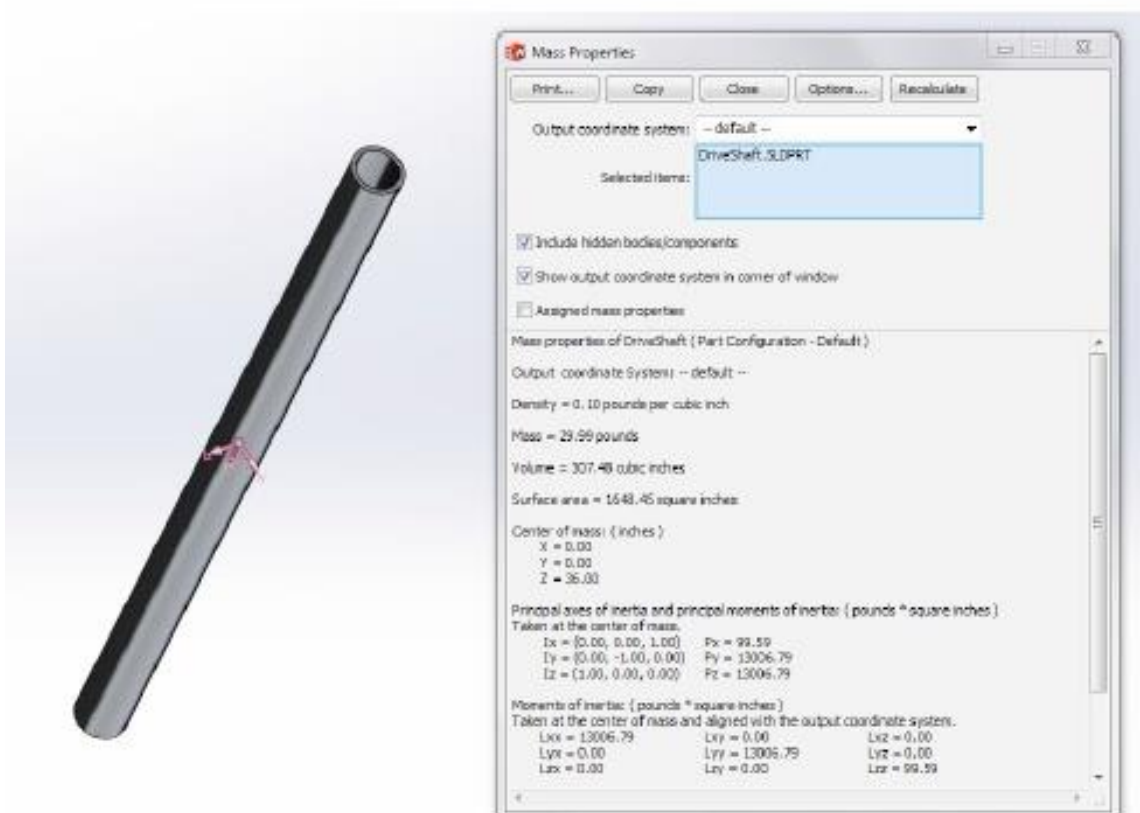 Mass Properties
Print... Copy Close Options... Recalculate
Output coordinate system: -- default --
DriveShaft.SLDPRT
Selected items:
Include hidden bodies/components
Show output coordinate system in corner of window
Assigned mass properties
Mass properties of DriveShaft ( Part Configuration - Default )
Output coordinate System: -- default --
Density = 0.10 pounds per cubic inch
Mass = 29.99 pounds
Volume = 307.48 cubic inches
Surface area = 1648.45 square inches
Center of mass: ( inches )
X = 0.00
Y = 0.00
Z = 36.00
Principal axes of inertia and principal moments of inertia: ( pounds * square inches )
Taken at the center of mass.
Ix = (0.00, 0.00, 1.00) Px = 99.59
Iy = (0.00, -1.00, 0.00) Py = 13006.79
Iz = (1.00, 0.00, 0.00) Pz = 13006.79
Moments of inertia: ( pounds * square inches )
Taken at the center of mass and aligned with the output coordinate system.
Lxx = 13006.79 Lxy = 0.00 Lxz = 0.00
Lyx = 0.00 Lyy = 13006.79 Lyz = 0.00
Lzx = 0.00 Lzy = 0.00 Lzz = 99.59